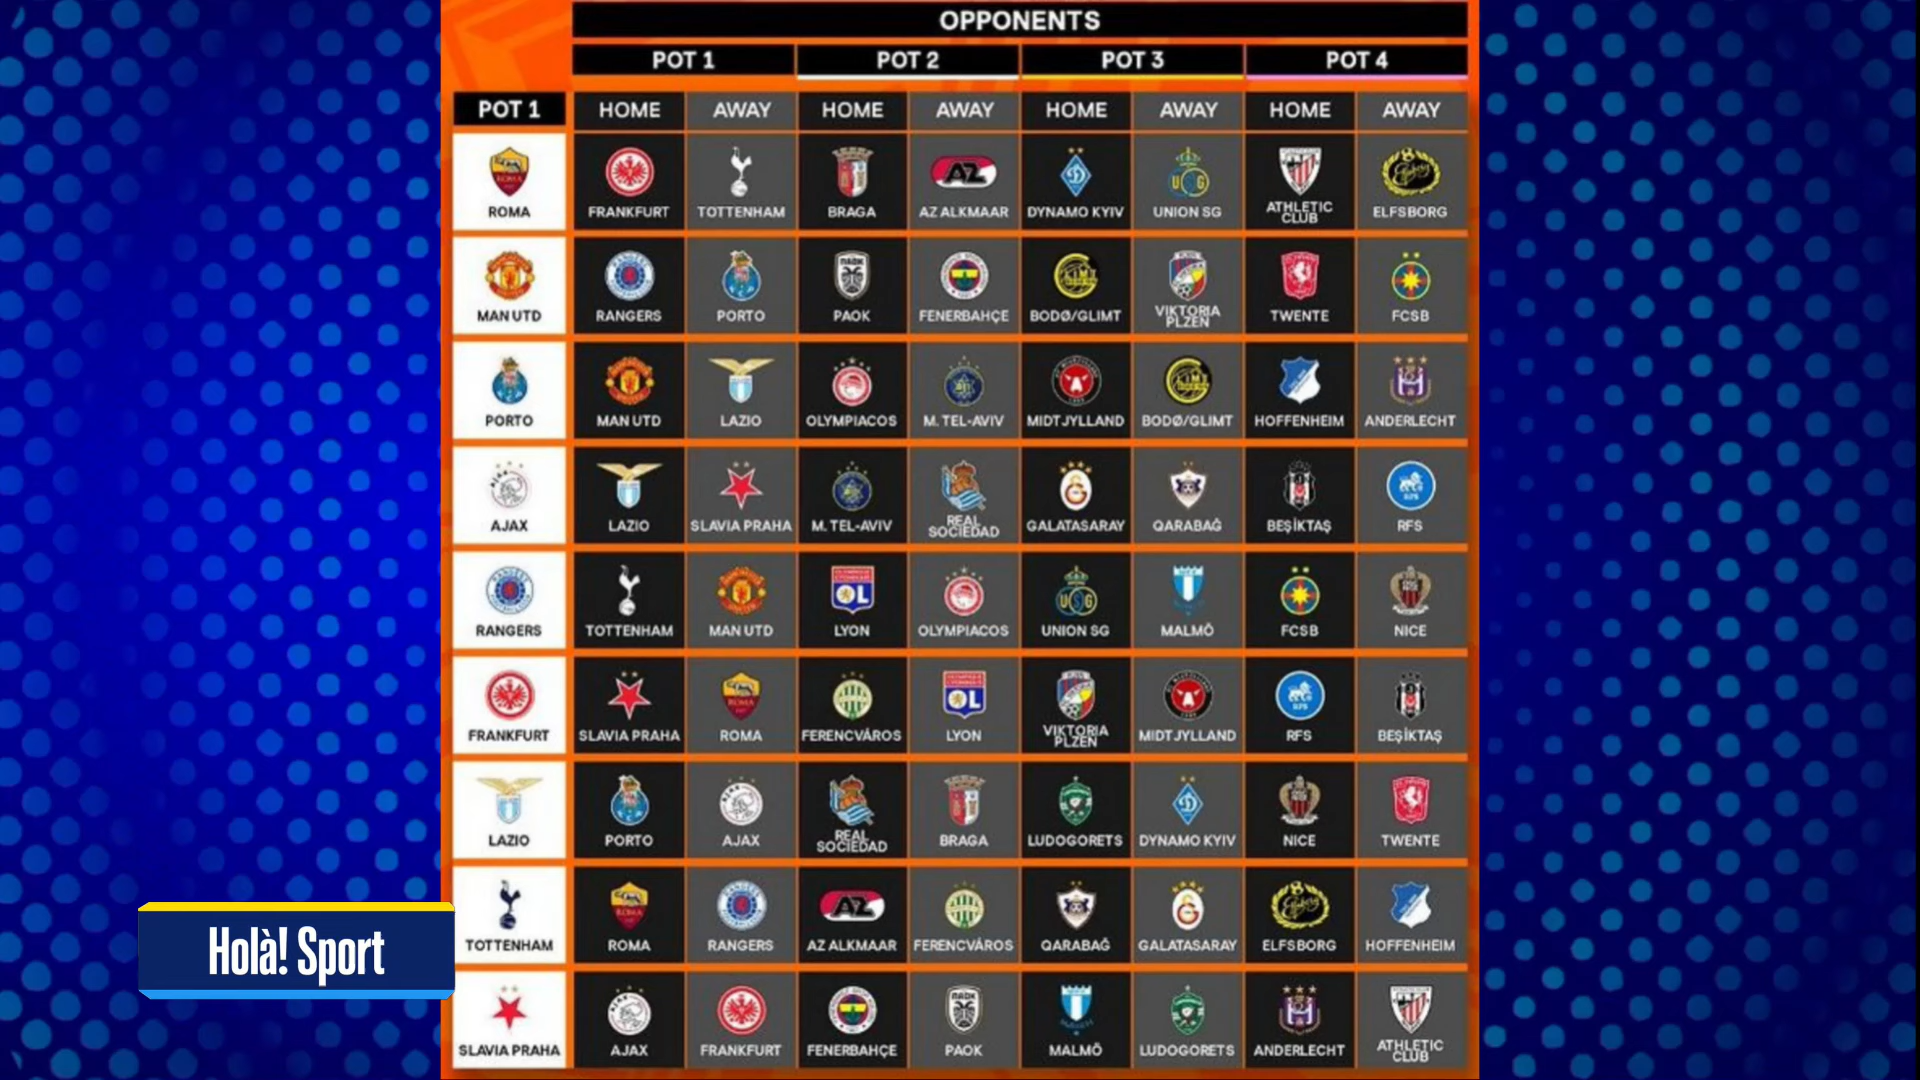 OPPONENTS
POT 1 POT 2 POT 3 POT 4
POT 1 HOME AWAY HOME AWAY HOME AWAY HOME AWAY
ROMA FRANKFURT TOTTENHAM BRAGA AZ ALKMAAR DYNAMO KYIV UNION SG ATHLETIC CLUB ELFSBORG
MAN UTD RANGERS PORTO PAOK FENERBAHÇE BODØ/GLIMT VIKTORIA PLZEŇ TWENTE FCSB
PORTO MAN UTD LAZIO OLYMPIACOS M. TEL-AVIV MIDTJYLLAND BODØ/GLIMT HOFFENHEIM ANDERLECHT
AJAX LAZIO SLAVIA PRAHA M. TEL-AVIV REAL SOCIEDAD GALATASARAY QARABAĞ BEŞİKTAŞ RFS
RANGERS TOTTENHAM MAN UTD LYON OLYMPIACOS UNION SG MALMÖ FCSB NICE
FRANKFURT SLAVIA PRAHA ROMA FERENCVÁROS LYON VIKTORIA PLZEŇ MIDTJYLLAND RFS BEŞİKTAŞ
LAZIO PORTO AJAX REAL SOCIEDAD BRAGA LUDOGORETS DYNAMO KYIV NICE TWENTE
TOTTENHAM ROMA RANGERS AZ ALKMAAR FERENCVÁROS QARABAĞ GALATASARAY ELFSBORG HOFFENHEIM
SLAVIA PRAHA AJAX FRANKFURT FENERBAHÇE PAOK MALMÖ LUDOGORETS ANDERLECHT ATHLETIC CLUB
Holà! Sport